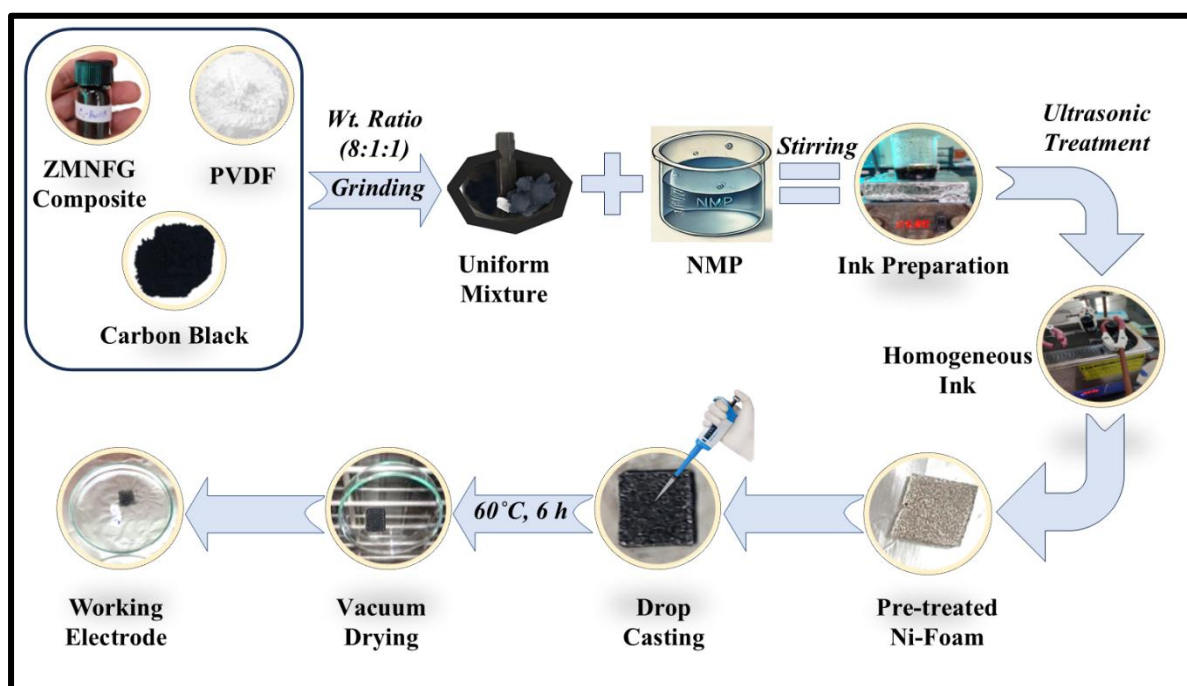 ZMNFG
Composite
PVDF
Carbon Black
Wt. Ratio
(8:1:1)
Grinding
Uniform
Mixture
NMP
NMP
Stirring
Ink Preparation
Ultrasonic
Treatment
Homogeneous
Ink
Pre-treated
Ni-Foam
Drop
Casting
60°C, 6 h
Vacuum
Drying
Working
Electrode